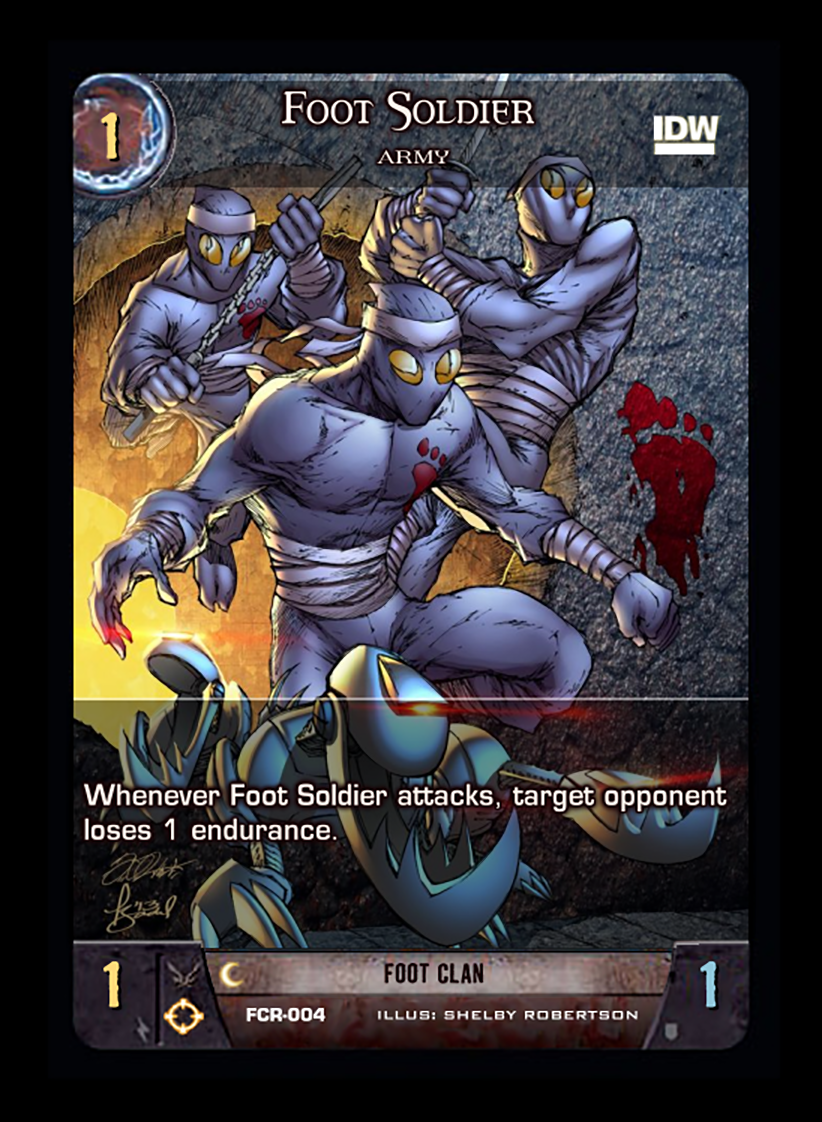 1
Foot Soldier
IDW
ARMY
Whenever Foot Soldier attacks, target opponent
loses 1 endurance.
1
FOOT CLAN
1
FCR-004
ILLUS: SHELBY ROBERTSON